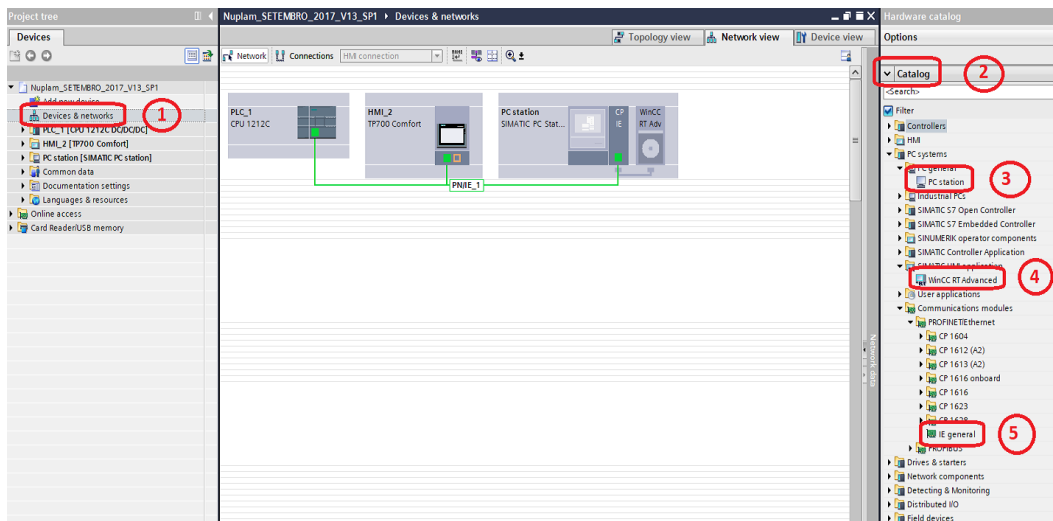 Project tree
Nuplam_SETEMBRO_2017_V13_SP1 ▸ Devices & networks
Hardware catalog
Devices
Topology view
Network view
Device view
Options
Network
Connections
HMI connection
Catalog
2
<Search>
Filter
Nuplam_SETEMBRO_2017_V13_SP1
Add new device
Devices & networks
1
PLC_1 [CPU 1212C DC/DC/DC]
HMI_2 [TP700 Comfort]
PC station [SIMATIC PC station]
Common data
Documentation settings
Languages & resources
Online access
Card Reader/USB memory
PLC_1
CPU 1212C
HMI_2
TP700 Comfort
PC station
SIMATIC PC Stat...
CP
IE
WinCC
RT Adv
PN/IE_1
Controllers
HMI
PC systems
PC general
PC station
3
Industrial PCs
SIMATIC S7 Open Controller
SIMATIC S7 Embedded Controller
SINUMERIK operator components
SIMATIC Controller Application
SIMATIC HMI application
WinCC RT Advanced
4
User applications
Communications modules
PROFINET/Ethernet
CP 1604
CP 1612 (A2)
CP 1613 (A2)
CP 1616 onboard
CP 1616
CP 1623
CP 1628
IE general
5
PROFIBUS
Drives & starters
Network components
Detecting & Monitoring
Distributed I/O
Field devices
Network data